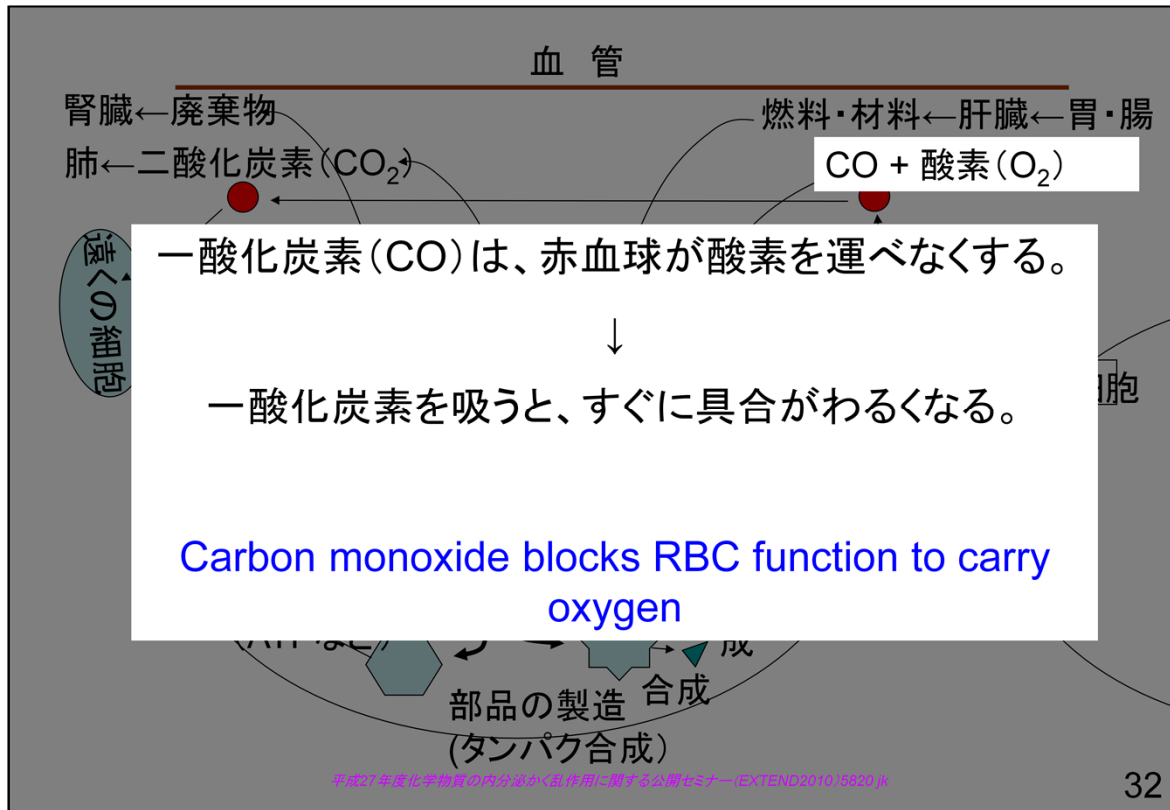 血 管
腎臓←廃棄物
燃料・材料←肝臓←胃・腸
肺←二酸化炭素(CO₂)
CO + 酸素(O₂)
遠くの細胞
一酸化炭素(CO)は、赤血球が酸素を運べなくする。
↓
一酸化炭素を吸うと、すぐに具合がわるくなる。
胞
Carbon monoxide blocks RBC function to carry
oxygen
成
合成
部品の製造
(タンパク合成)
平成27年度化学物質の内分泌かく乱作用に関する公開セミナー(EXTEND2010)5820 jk
32